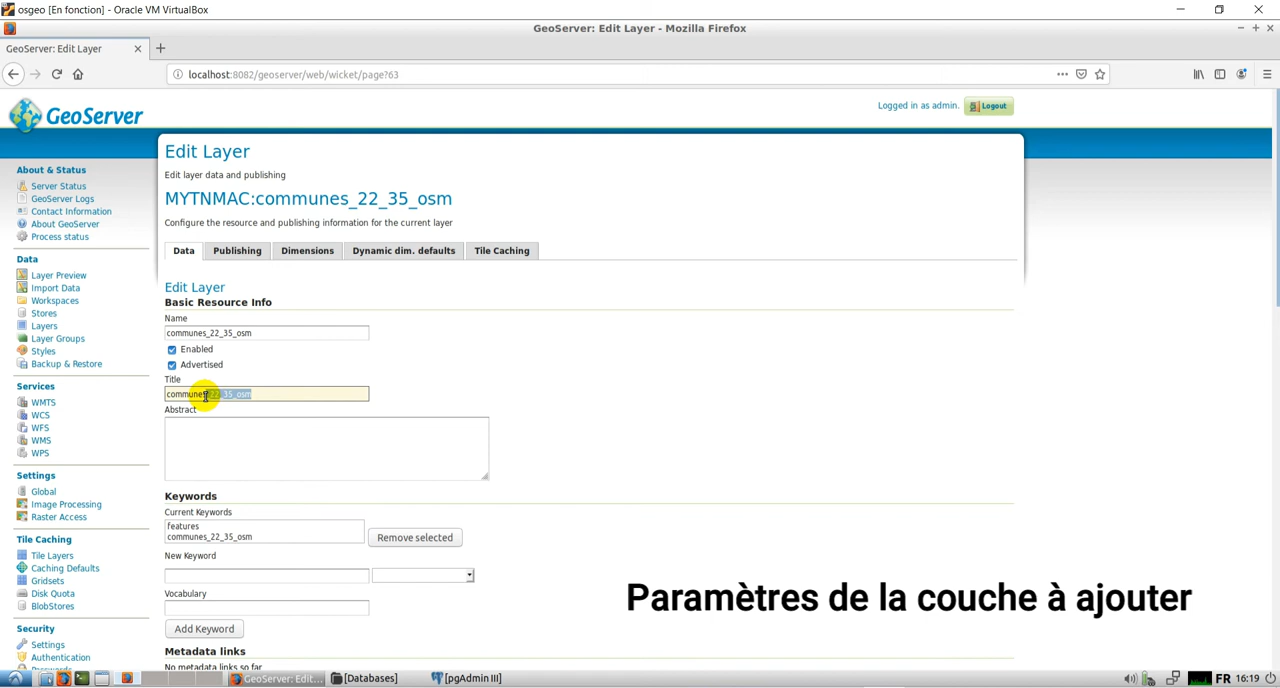 osgeo [En fonction] - Oracle VM VirtualBox
GeoServer: Edit Layer - Mozilla Firefox
GeoServer: Edit Layer
localhost:8082/geoserver/web/wicket/page?63
GeoServer
Logged in as admin. Logout
About & Status
Server Status
GeoServer Logs
Contact Information
About GeoServer
Process status
Data
Layer Preview
Import Data
Workspaces
Stores
Layers
Layer Groups
Styles
Backup & Restore
Services
WMTS
WCS
WFS
WMS
WPS
Settings
Global
Image Processing
Raster Access
Tile Caching
Tile Layers
Caching Defaults
Gridsets
Disk Quota
BlobStores
Security
Settings
Authentication
Edit Layer
Edit layer data and publishing
MYTNMAC:communes_22_35_osm
Configure the resource and publishing information for the current layer
Data Publishing Dimensions Dynamic dim. defaults Tile Caching
Edit Layer
Basic Resource Info
Name
communes_22_35_osm
Enabled
Advertised
Title
communes_22_35_osm
Abstract
Keywords
Current Keywords
features
communes_22_35_osm
Remove selected
New Keyword
Vocabulary
Add Keyword
Metadata links
No metadata links so far
Paramètres de la couche à ajouter
GeoServer: Edit... [Databases] [pgAdmin III] FR 16:19